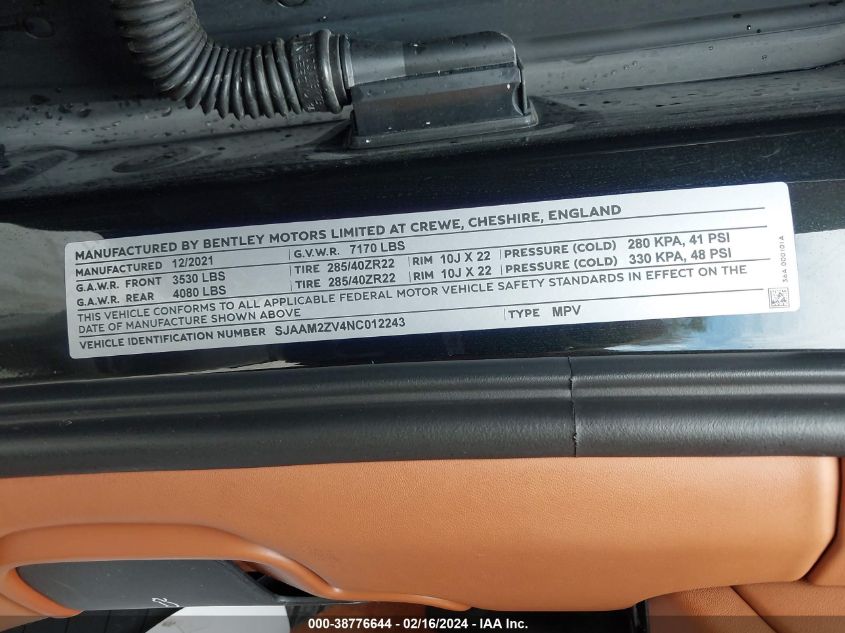 MANUFACTURED BY BENTLEY MOTORS LIMITED AT CREWE, CHESHIRE, ENGLAND
MANUFACTURED 12/2021 G.V.W.R. 7170 LBS
G.A.W.R. FRONT 3530 LBS TIRE 285/40ZR22 RIM 10J X 22 PRESSURE (COLD) 280 KPA, 41 PSI
G.A.W.R. REAR 4080 LBS TIRE 285/40ZR22 RIM 10J X 22 PRESSURE (COLD) 330 KPA, 48 PSI
THIS VEHICLE CONFORMS TO ALL APPLICABLE FEDERAL MOTOR VEHICLE SAFETY STANDARDS IN EFFECT ON THE
DATE OF MANUFACTURE SHOWN ABOVE
VEHICLE IDENTIFICATION NUMBER SJAAM2ZV4NC012243 TYPE MPV
36A 000101A
000-38776644 - 02/16/2024 - IAA Inc.